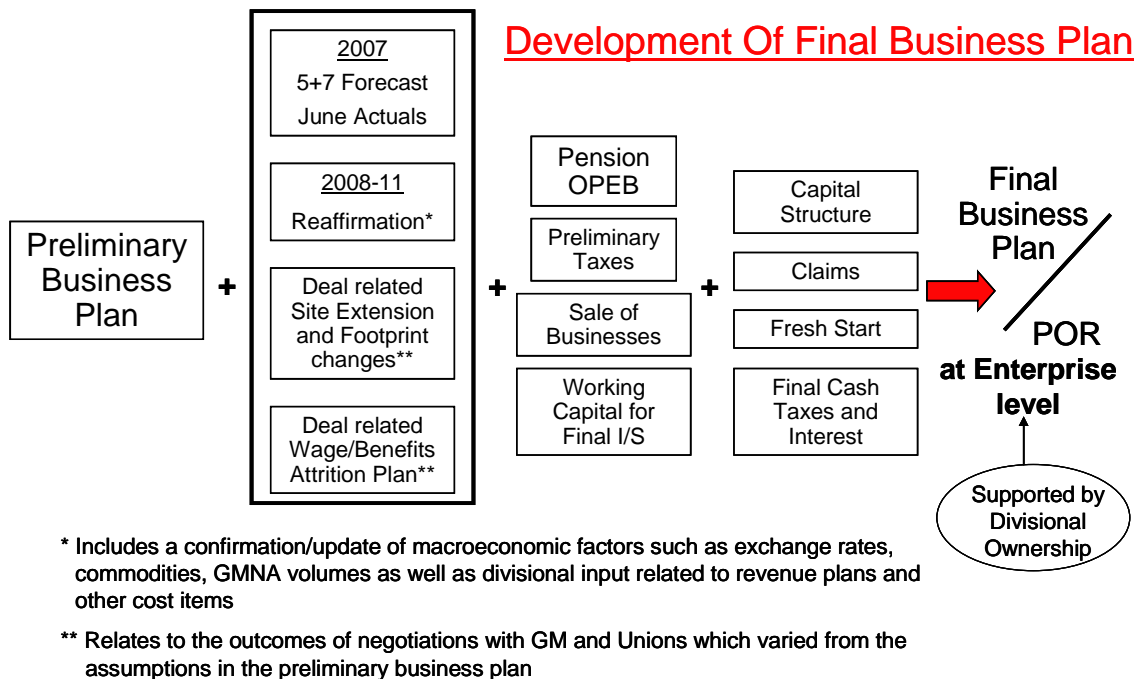 Development Of Final Business Plan
Preliminary
Business
Plan
+
2007
5+7 Forecast
June Actuals
2008-11
Reaffirmation*
Deal related
Site Extension
and Footprint
changes**
Deal related
Wage/Benefits
Attrition Plan**
+
Pension
OPEB
Preliminary
Taxes
Sale of
Businesses
Working
Capital for
Final I/S
+
Capital
Structure
Claims
Fresh Start
Final Cash
Taxes and
Interest
Final
Business
Plan
POR
at Enterprise
level
Supported by
Divisional
Ownership
* Includes a confirmation/update of macroeconomic factors such as exchange rates,
commodities, GMNA volumes as well as divisional input related to revenue plans and
other cost items
** Relates to the outcomes of negotiations with GM and Unions which varied from the
assumptions in the preliminary business plan